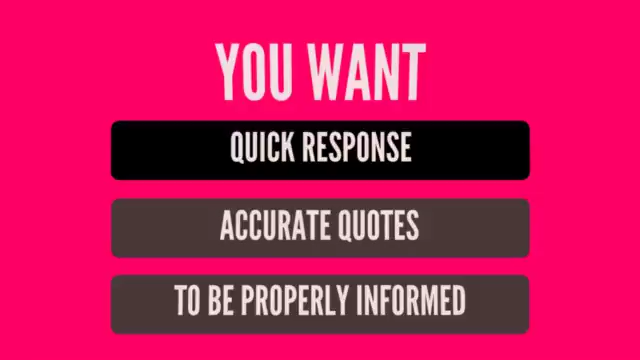 YOU WANT
QUICK RESPONSE
ACCURATE QUOTES
TO BE PROPERLY INFORMED